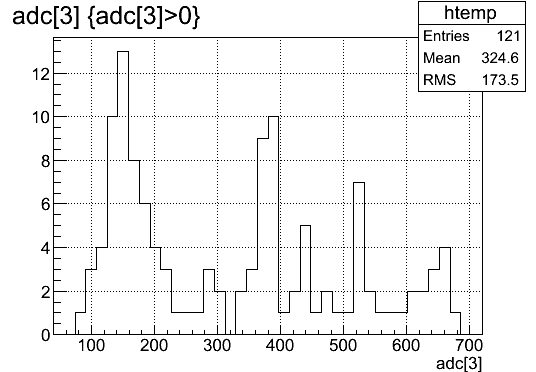 adc[3] {adc[3]>0}
htemp
Entries 121
Mean 324.6
RMS 173.5
12
10
8
6
4
2
0
100 200 300 400 500 600 700
adc[3]